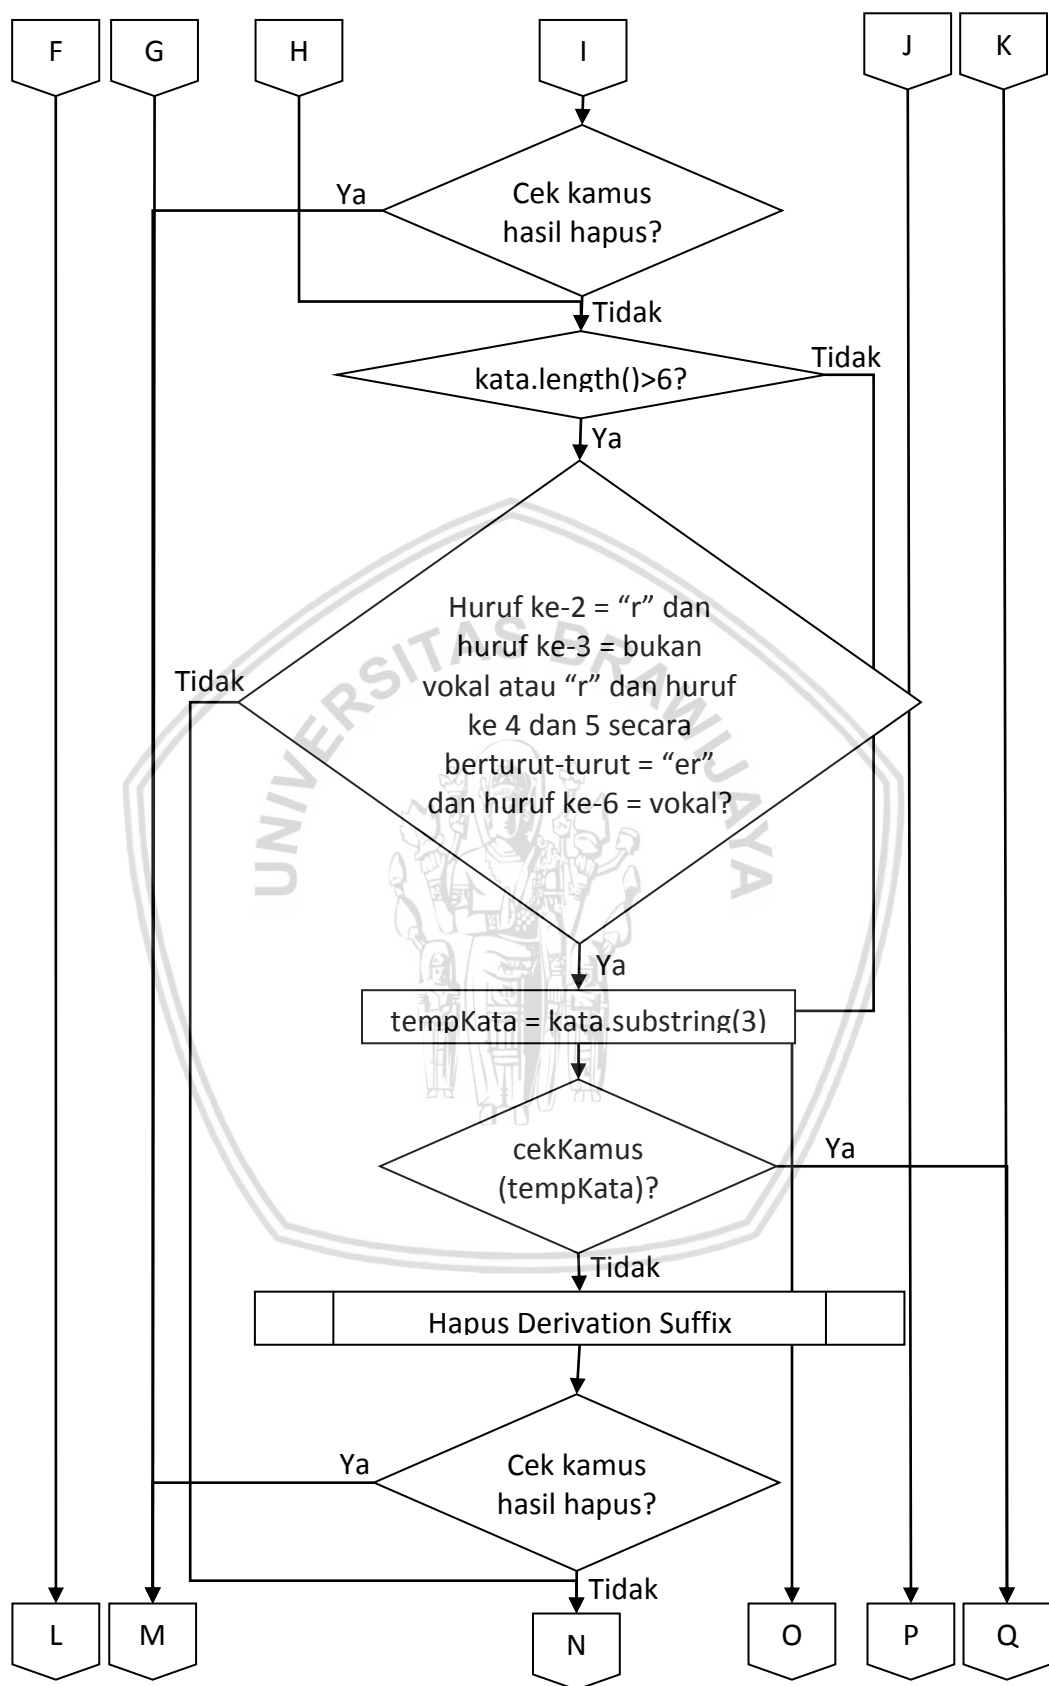 F
G
H
I
J
K
Ya
Cek kamus
hasil hapus?
Tidak
Tidak
kata.length()>6?
Ya
Huruf ke-2 = “r” dan
huruf ke-3 = bukan
vokal atau “r” dan huruf
ke 4 dan 5 secara
berturut-turut = “er”
dan huruf ke-6 = vokal?
Tidak
UNIVERSITAS BRAWIJAYA
Ya
tempKata = kata.substring(3)
cekKamus
(tempKata)?
Ya
Tidak
Hapus Derivation Suffix
Ya
Cek kamus
hasil hapus?
Tidak
L
M
N
O
P
Q